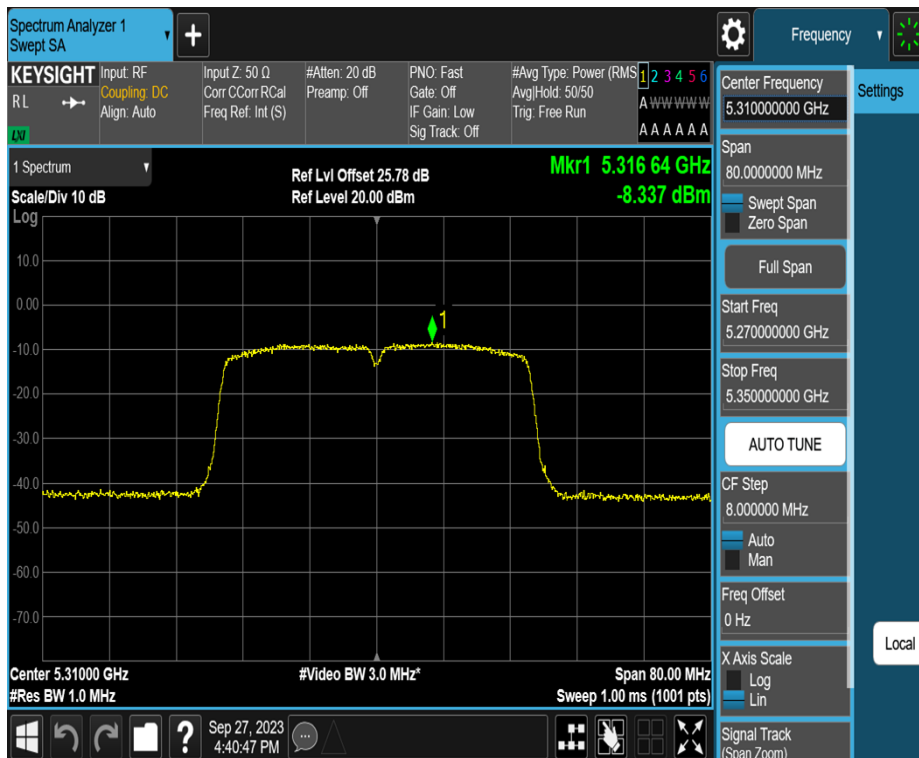 Spectrum Analyzer 1
Swept SA
+
Frequency
KEYSIGHT
RL
LXI
Input: RF
Coupling: DC
Align: Auto
Input Z: 50 Ω
Corr CCorr RCal
Freq Ref: Int (S)
#Atten: 20 dB
Preamp: Off
PNO: Fast
Gate: Off
IF Gain: Low
Sig Track: Off
#Avg Type: Power (RMS
Avg|Hold: 50/50
Trig: Free Run
1 2 3 4 5 6
A W W W W W
A A A A A A
1 Spectrum
Scale/Div 10 dB
Log
Ref Lvl Offset 25.78 dB
Ref Level 20.00 dBm
Mkr1 5.316 64 GHz
-8.337 dBm
10.0
0.00
-10.0
-20.0
-30.0
-40.0
-50.0
-60.0
-70.0
1
Center 5.31000 GHz
#Res BW 1.0 MHz
#Video BW 3.0 MHz*
Span 80.00 MHz
Sweep 1.00 ms (1001 pts)
Center Frequency
5.310000000 GHz
Span
80.0000000 MHz
Swept Span
Zero Span
Full Span
Start Freq
5.270000000 GHz
Stop Freq
5.350000000 GHz
AUTO TUNE
CF Step
8.000000 MHz
Auto
Man
Freq Offset
0 Hz
X Axis Scale
Log
Lin
Signal Track
(Span Zoom)
Settings
Local
?
Sep 27, 2023
4:40:47 PM